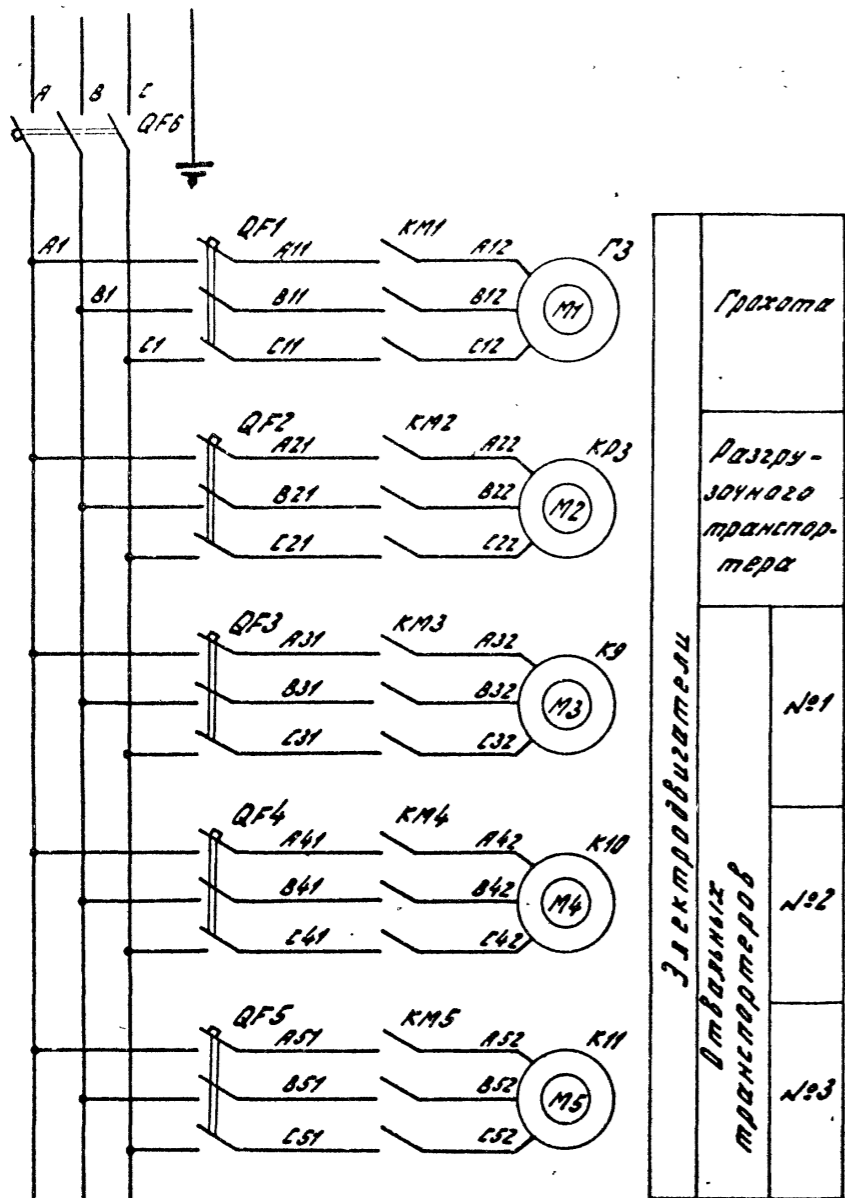 A B C
QF6
A1 QF1 A11 KM1 A12 Г3
B1 B11 B12 M1
C1 C11 C12
Грохота
QF2 A21 KM2 A22 КР3
B21 B22 M2
C21 C22
Разгру-
зочного
транспор-
тера
QF3 A31 KM3 A32 K9
B31 B32 M3
C31 C32
№1
QF4 A41 KM4 A42 K10
B41 B42 M4
C41 C42
№2
QF5 A51 KM5 A52 K11
B51 B52 M5
C51 C52
№3
Электродвигатели
Отвальных
транспортеров